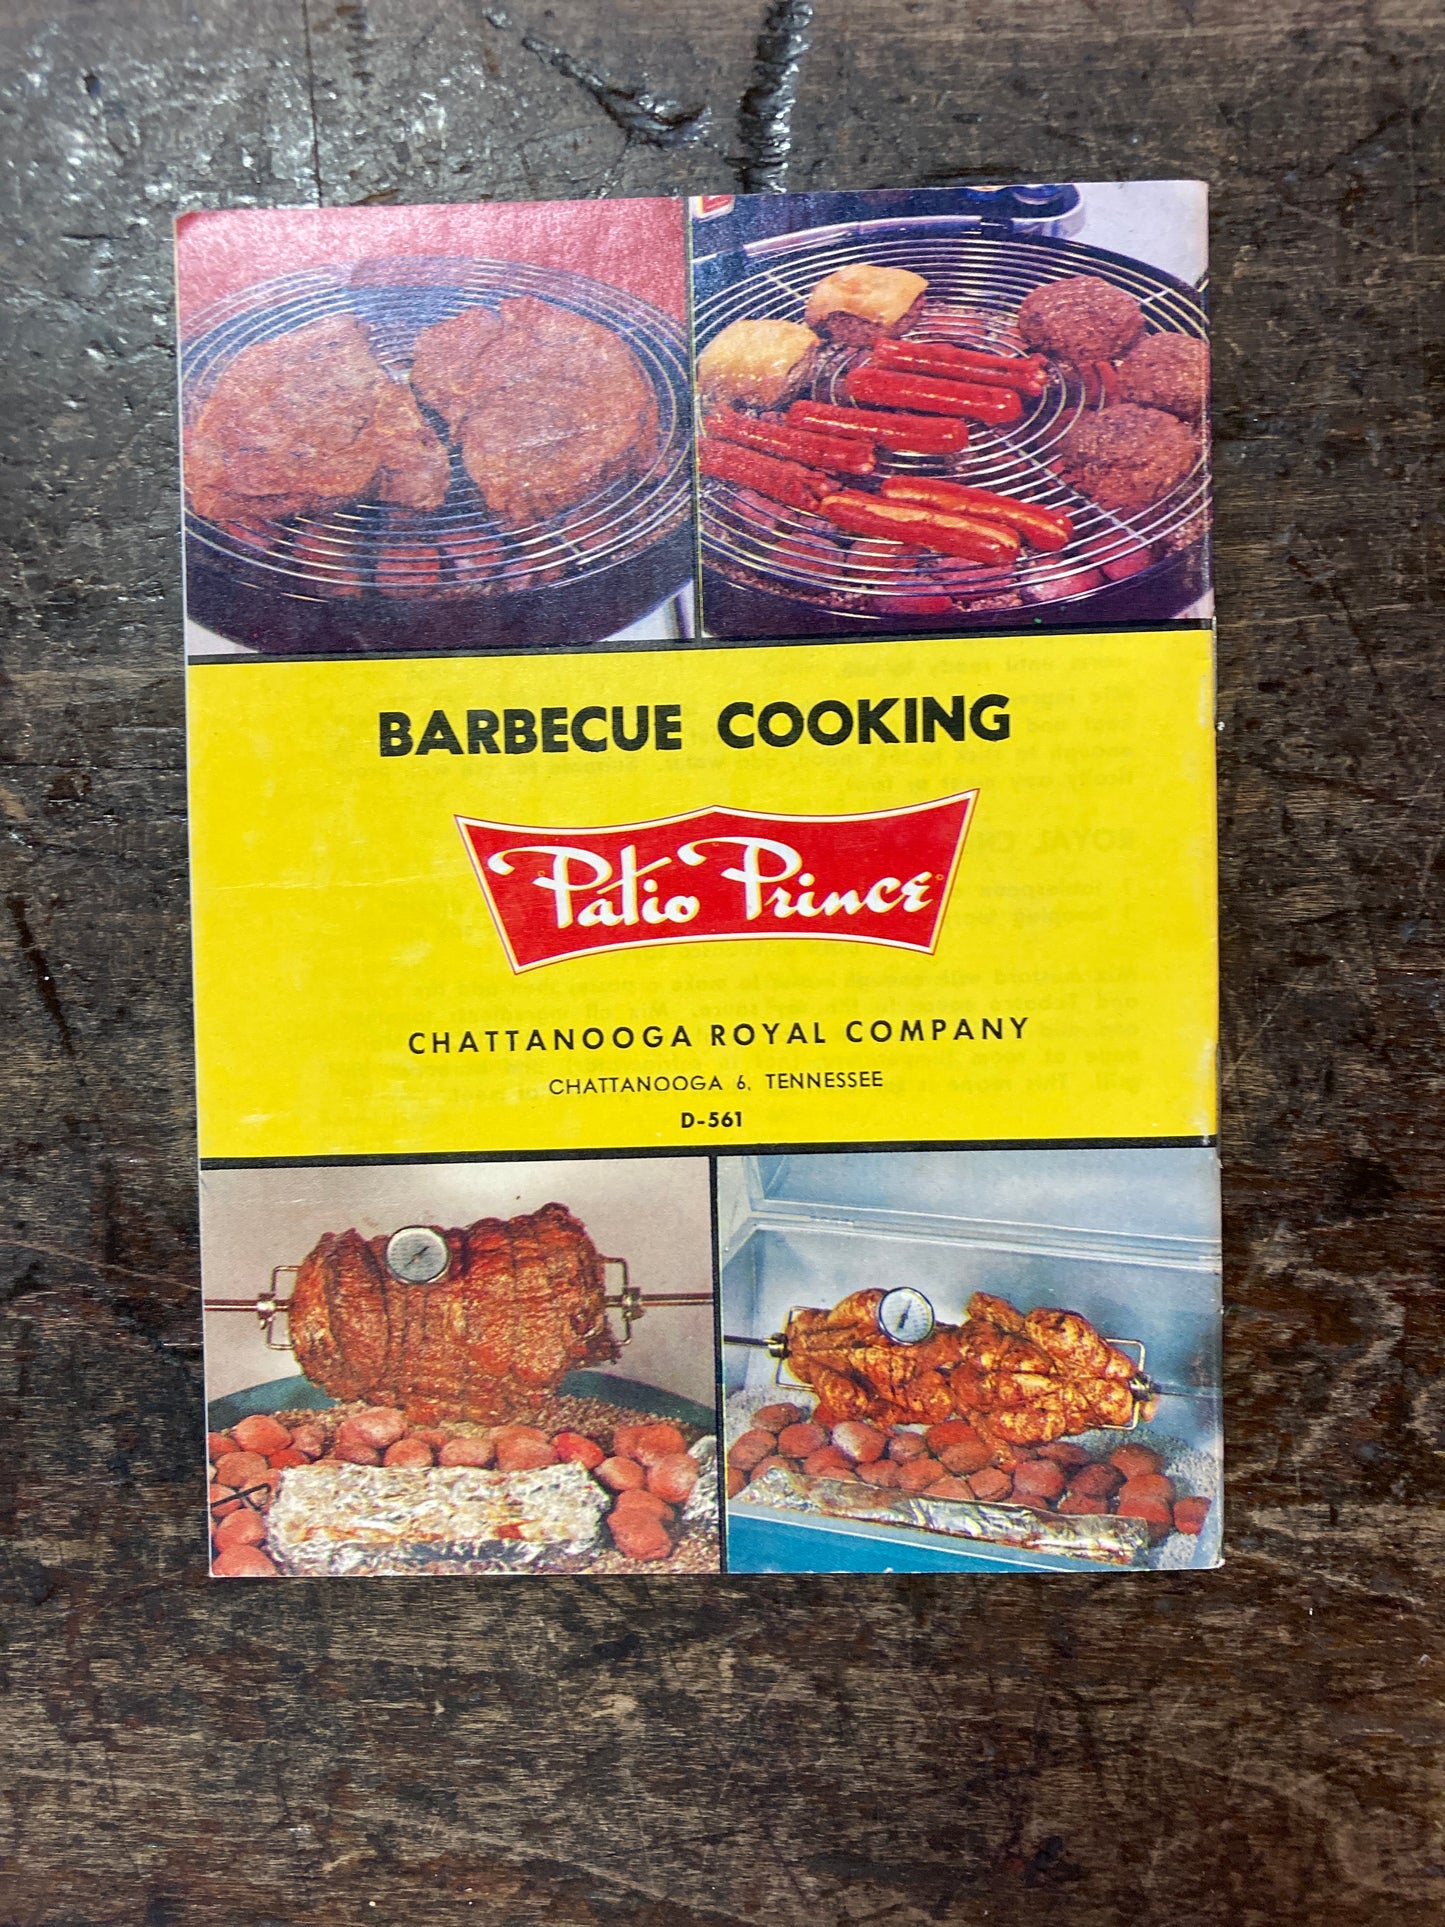 BARBECUE COOKING
Patio Prince
CHATTANOOGA ROYAL COMPANY
CHATTANOOGA 6, TENNESSEE
D-561